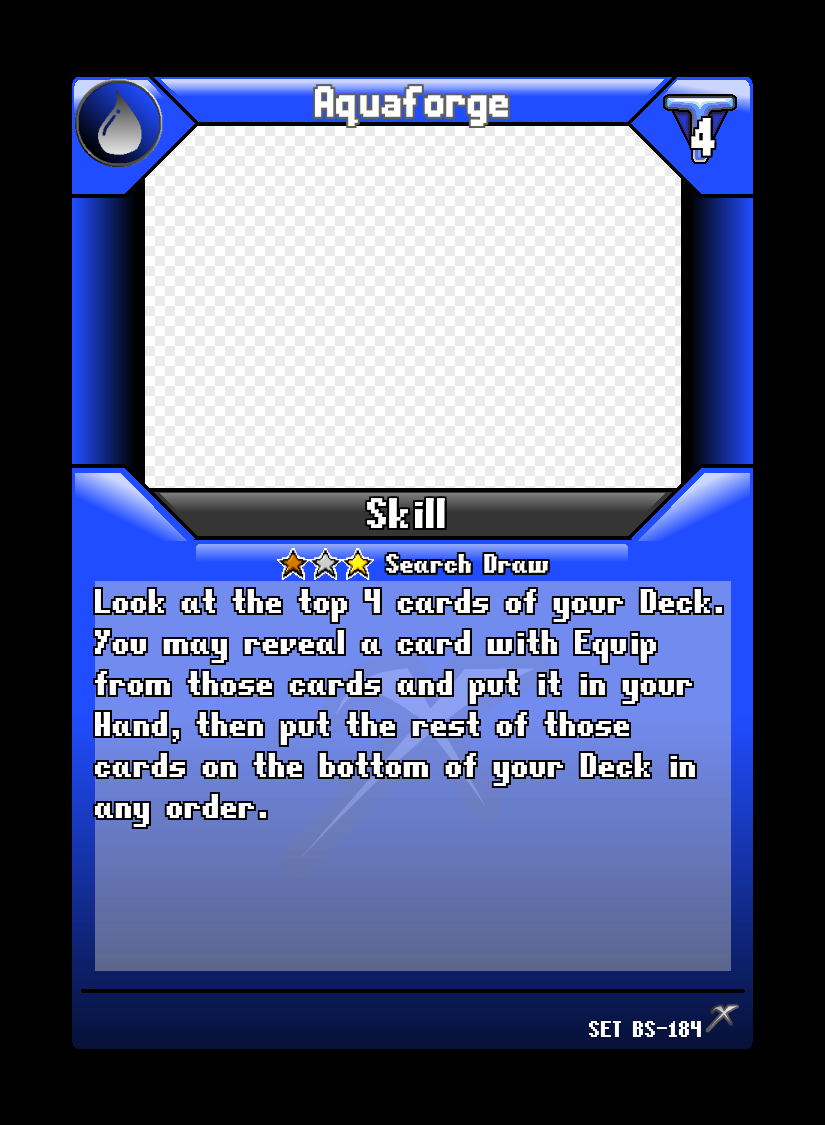 Aquaforge
4
Skill
Search Draw
Look at the top 4 cards of your Deck.
You may reveal a card with Equip
from those cards and put it in your
Hand, then put the rest of those
cards on the bottom of your Deck in
any order.
SET BS-184